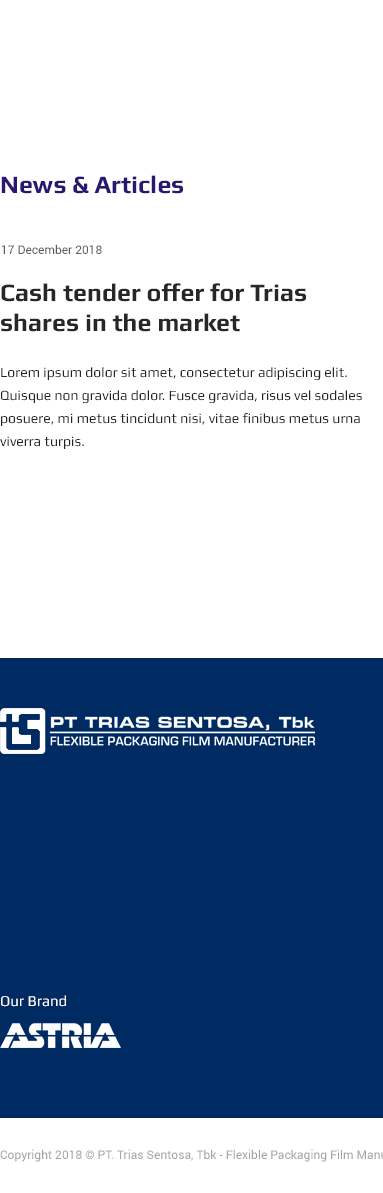 News & Articles
17 December 2018
Cash tender offer for Trias
shares in the market
Lorem ipsum dolor sit amet, consectetur adipiscing elit.
Quisque non gravida dolor. Fusce gravida, risus vel sodales
posuere, mi metus tincidunt nisi, vitae finibus metus urna
viverra turpis.
PT TRIAS SENTOSA, Tbk
FLEXIBLE PACKAGING FILM MANUFACTURER
Our Brand
ASTRIA
Copyright 2018 © PT. Trias Sentosa, Tbk - Flexible Packaging Film Manu